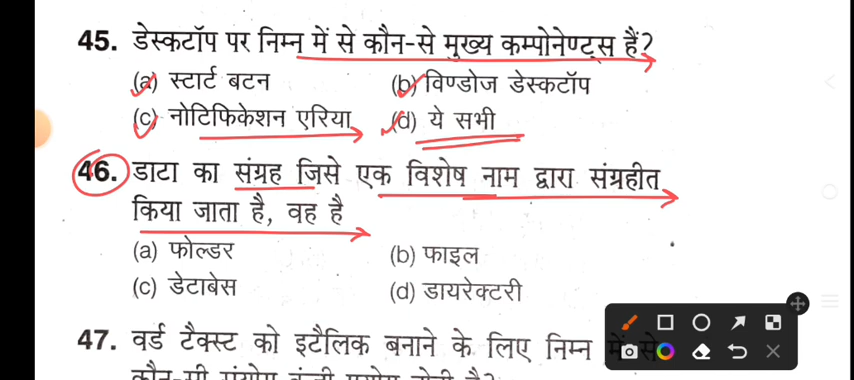 45. डेस्कटॉप पर निम्न में से कौन-से मुख्य कम्पोनेण्ट्स हैं?
(a) स्टार्ट बटन (b) विण्डोज डेस्कटॉप
(c) नोटिफिकेशन एरिया (d) ये सभी
46. डाटा का संग्रह जिसे एक विशेष नाम द्वारा संग्रहीत
किया जाता है, वह है
(a) फोल्डर (b) फाइल
(c) डेटाबेस (d) डायरेक्टरी
47. वर्ड टैक्स्ट को इटैलिक बनाने के लिए निम्न में से